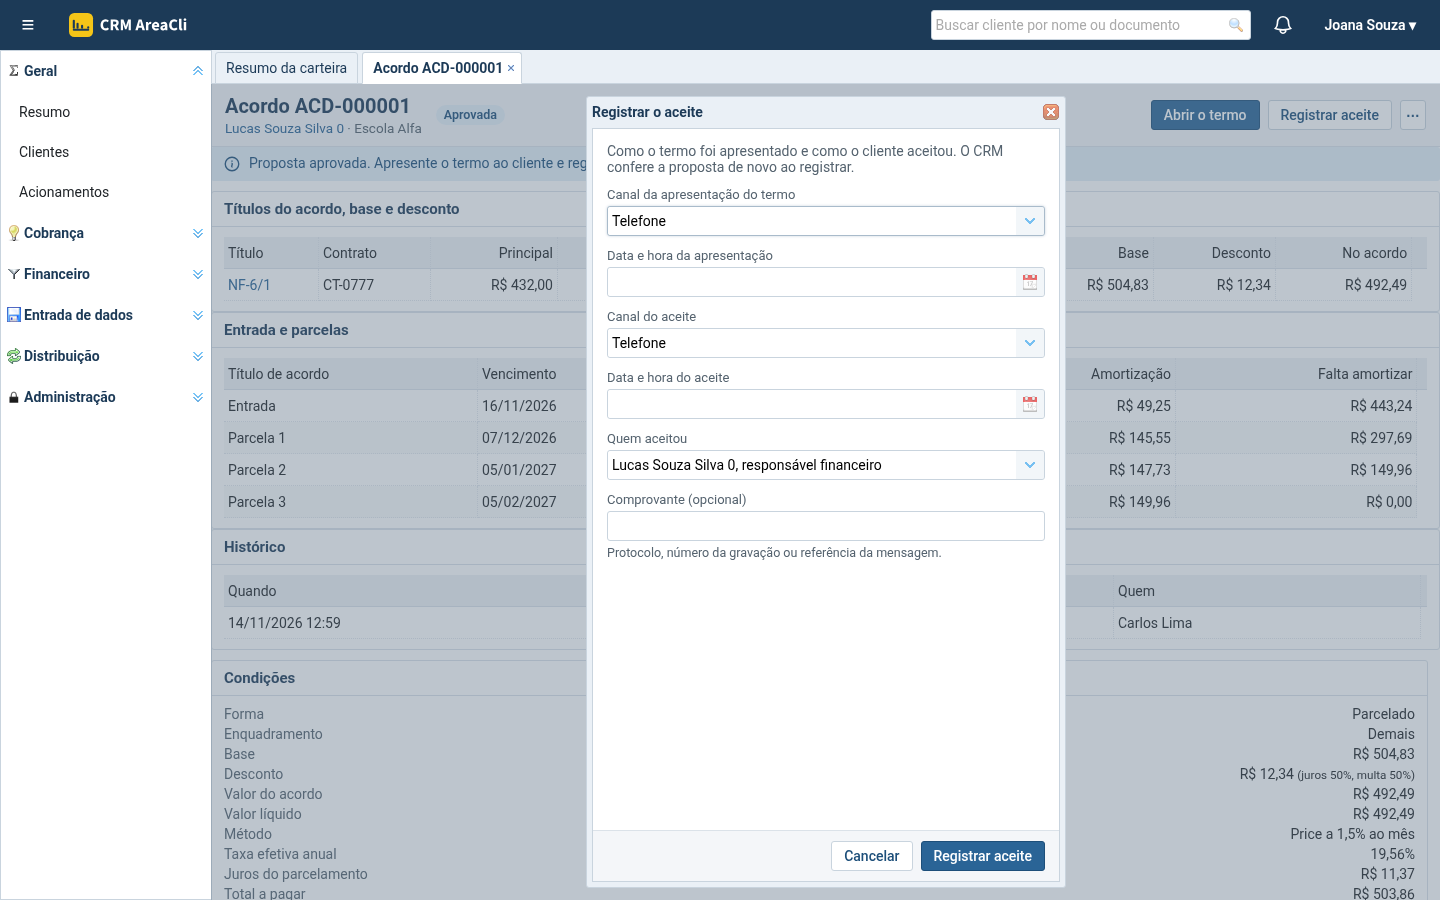 CRM AreaCli
Buscar cliente por nome ou documento
Joana Souza ▾
Geral
Resumo
Clientes
Acionamentos
Cobrança
Financeiro
Entrada de dados
Distribuição
Administração
Resumo da carteira
Acordo ACD-000001 ×
Acordo ACD-000001
Aprovada
Lucas Souza Silva 0 · Escola Alfa
Abrir o termo
Registrar aceite
...
Proposta aprovada. Apresente o termo ao cliente e reg
Títulos do acordo, base e desconto
Título Contrato Principal Base Desconto No acordo
NF-6/1 CT-0777 R$ 432,00 R$ 504,83 R$ 12,34 R$ 492,49
Entrada e parcelas
Título de acordo Vencimento Amortização Falta amortizar
Entrada 16/11/2026 R$ 49,25 R$ 443,24
Parcela 1 07/12/2026 R$ 145,55 R$ 297,69
Parcela 2 05/01/2027 R$ 147,73 R$ 149,96
Parcela 3 05/02/2027 R$ 149,96 R$ 0,00
Histórico
Quando Quem
14/11/2026 12:59 Carlos Lima
Condições
Forma Parcelado
Enquadramento Demais
Base R$ 504,83
Desconto R$ 12,34 (juros 50%, multa 50%)
Valor do acordo R$ 492,49
Valor líquido R$ 492,49
Método Price a 1,5% ao mês
Taxa efetiva anual 19,56%
Juros do parcelamento R$ 11,37
Total a pagar R$ 503,86
Registrar o aceite
Como o termo foi apresentado e como o cliente aceitou. O CRM
confere a proposta de novo ao registrar.
Canal da apresentação do termo
Telefone
Data e hora da apresentação
Canal do aceite
Telefone
Data e hora do aceite
Quem aceitou
Lucas Souza Silva 0, responsável financeiro
Comprovante (opcional)
Protocolo, número da gravação ou referência da mensagem.
Cancelar
Registrar aceite